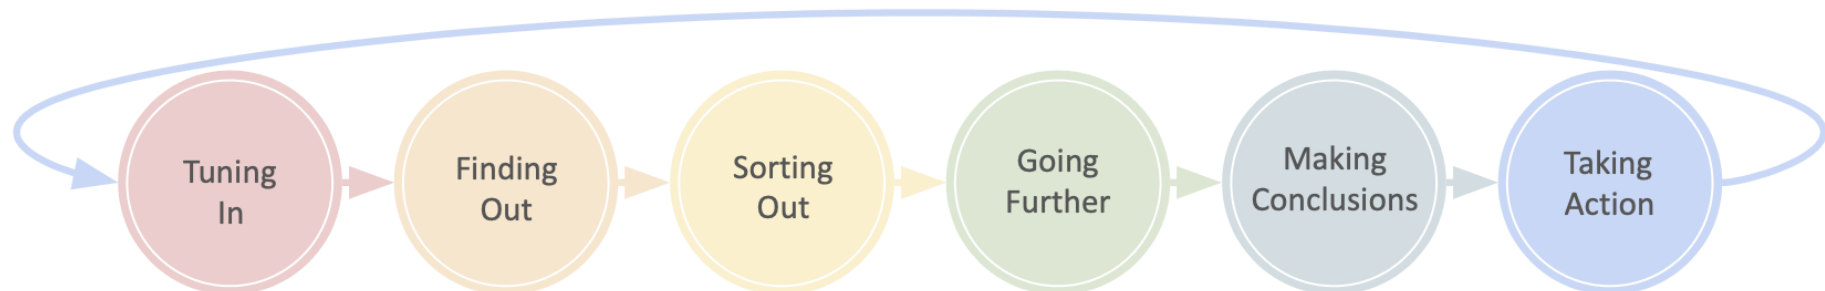 Tuning
In
Finding
Out
Sorting
Out
Going
Further
Making
Conclusions
Taking
Action